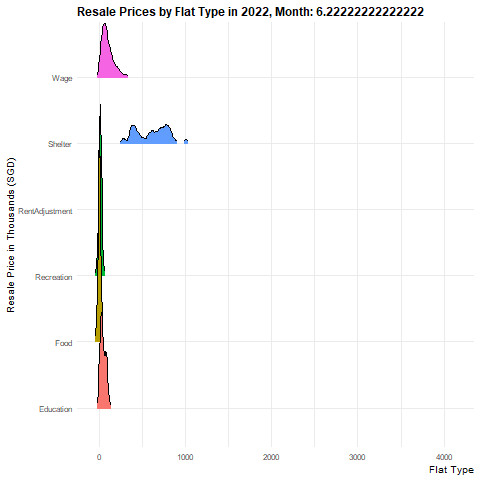 Resale Prices by Flat Type in 2022, Month: 6.22222222222222
Resale Price in Thousands (SGD)
Wage
Shelter
RentAdjustment
Recreation
Food
Education
0 1000 2000 3000 4000
Flat Type